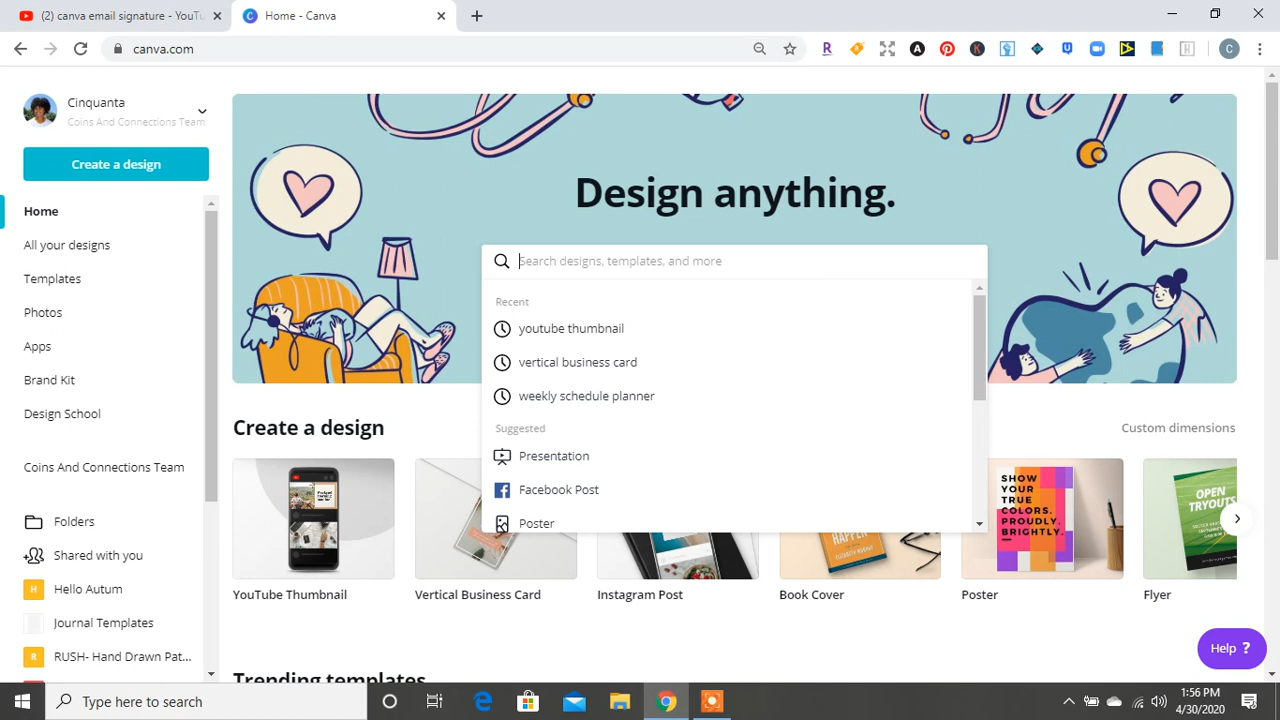 (2) canva email signature - YouTu
Home - Canva
canva.com
Cinquanta
Coins And Connections Team
Create a design
Home
All your designs
Templates
Photos
Apps
Brand Kit
Design School
Coins And Connections Team
Folders
Shared with you
H Hello Autum
Journal Templates
R RUSH- Hand Drawn Pat...
Design anything.
Search designs, templates, and more
Recent
youtube thumbnail
vertical business card
weekly schedule planner
Suggested
Presentation
Facebook Post
Poster
Create a design
Custom dimensions
SHOW
YOUR
TRUE
COLORS.
PROUDLY.
BRIGHTLY.
OPEN
TRYOUTS
HAPPIER
YouTube Thumbnail
Vertical Business Card
Instagram Post
Book Cover
Poster
Flyer
Trending templates
Help ?
Type here to search
1:56 PM
4/30/2020